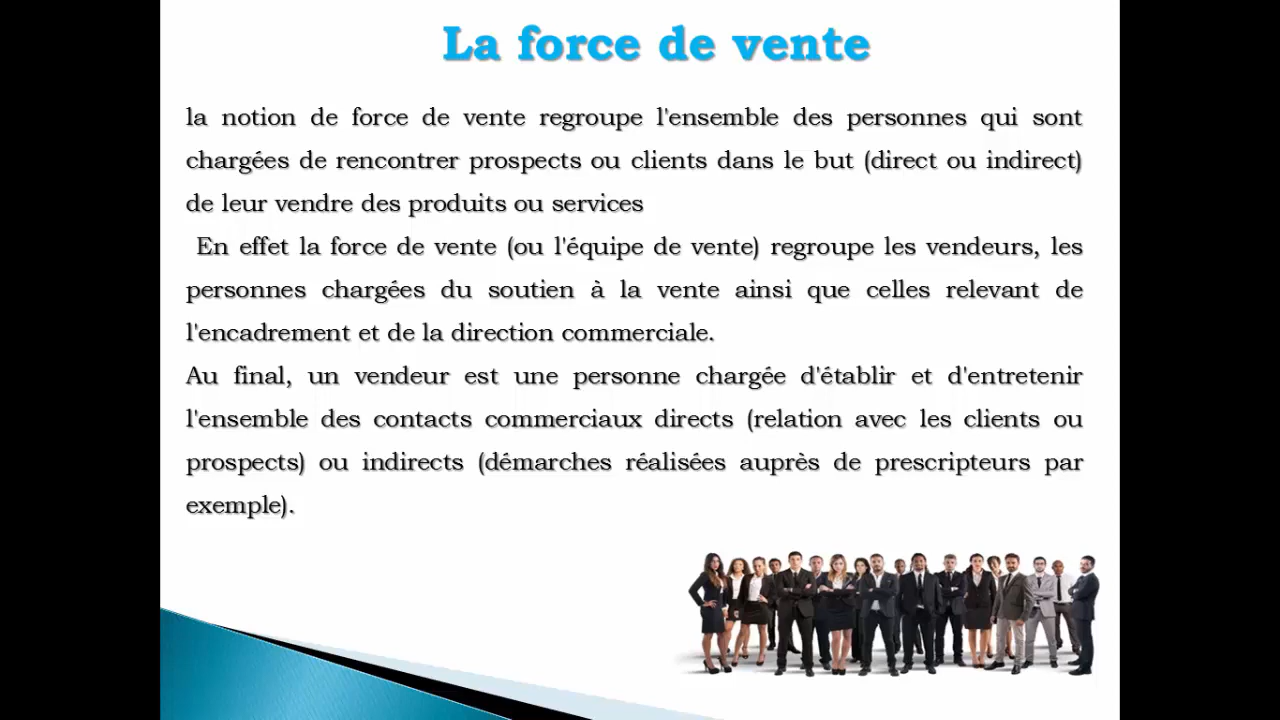 La force de vente
la notion de force de vente regroupe l'ensemble des personnes qui sont
chargées de rencontrer prospects ou clients dans le but (direct ou indirect)
de leur vendre des produits ou services
En effet la force de vente (ou l'équipe de vente) regroupe les vendeurs, les
personnes chargées du soutien à la vente ainsi que celles relevant de
l'encadrement et de la direction commerciale.
Au final, un vendeur est une personne chargée d'établir et d'entretenir
l'ensemble des contacts commerciaux directs (relation avec les clients ou
prospects) ou indirects (démarches réalisées auprès de prescripteurs par
exemple).